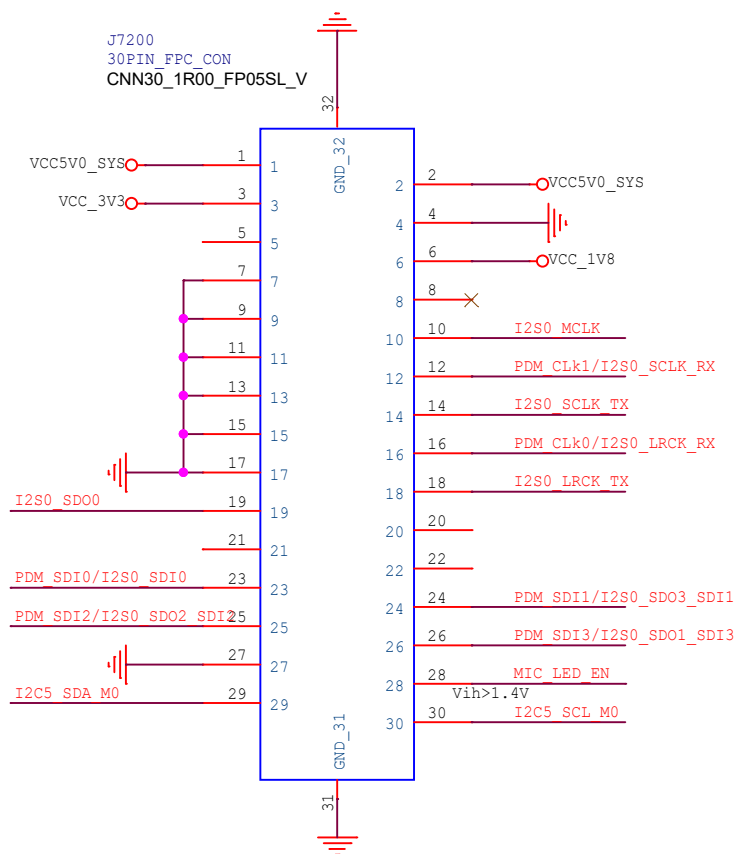 J7200
30PIN_FPC_CON
CNN30_1R00_FP05SL_V
32
GND_32
VCC5V0_SYS 1 1
2 2 VCC5V0_SYS
VCC_3V3 3 3
4 4
5 5
6 6 VCC_1V8
7 7
8 8
9 9
10 10 I2S0_MCLK
11 11
12 12 PDM_CLk1/I2S0_SCLK_RX
13 13
14 14 I2S0_SCLK_TX
15 15
16 16 PDM_CLk0/I2S0_LRCK_RX
17 17
18 18 I2S0_LRCK_TX
I2S0_SDO0 19 19
20 20
21 21
22 22
PDM_SDI0/I2S0_SDI0 23 23
24 24 PDM_SDI1/I2S0_SDO3_SDI1
PDM_SDI2/I2S0_SDO2_SDI2 25 25
26 26 PDM_SDI3/I2S0_SDO1_SDI3
27 27
28 28 MIC_LED_EN
Vih>1.4V
I2C5_SDA_M0 29 29
30 30 I2C5_SCL_M0
GND_31
31